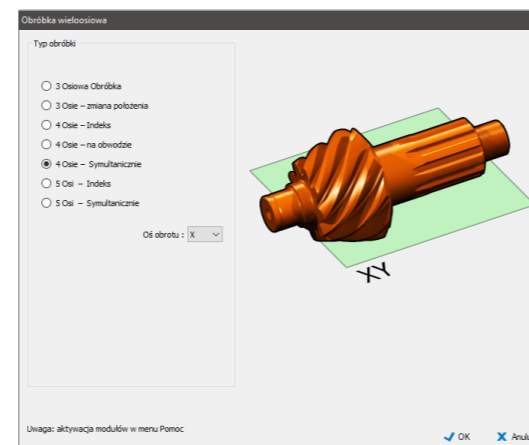 Obróbka wieloosiowa
Typ obróbki
3 Osiowa Obróbka
3 Osie – zmiana położenia
4 Osie – Indeks
4 Osie – na obwodzie
4 Osie – Symultanicznie
5 Osi – Indeks
5 Osi – Symultanicznie
Oś obrotu : X
XY
Uwaga: aktywacja modułów w menu Pomoc
OK